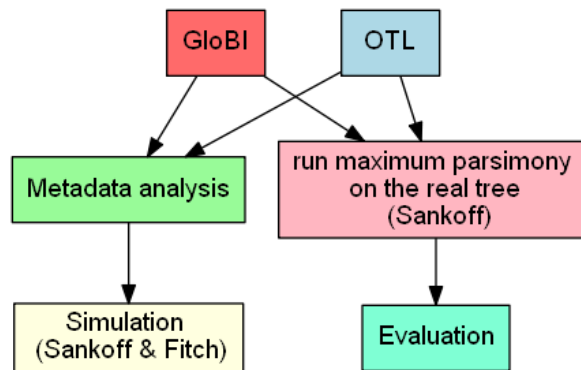 GloBI
OTL
Metadata analysis
run maximum parsimony
on the real tree
(Sankoff)
Simulation
(Sankoff & Fitch)
Evaluation